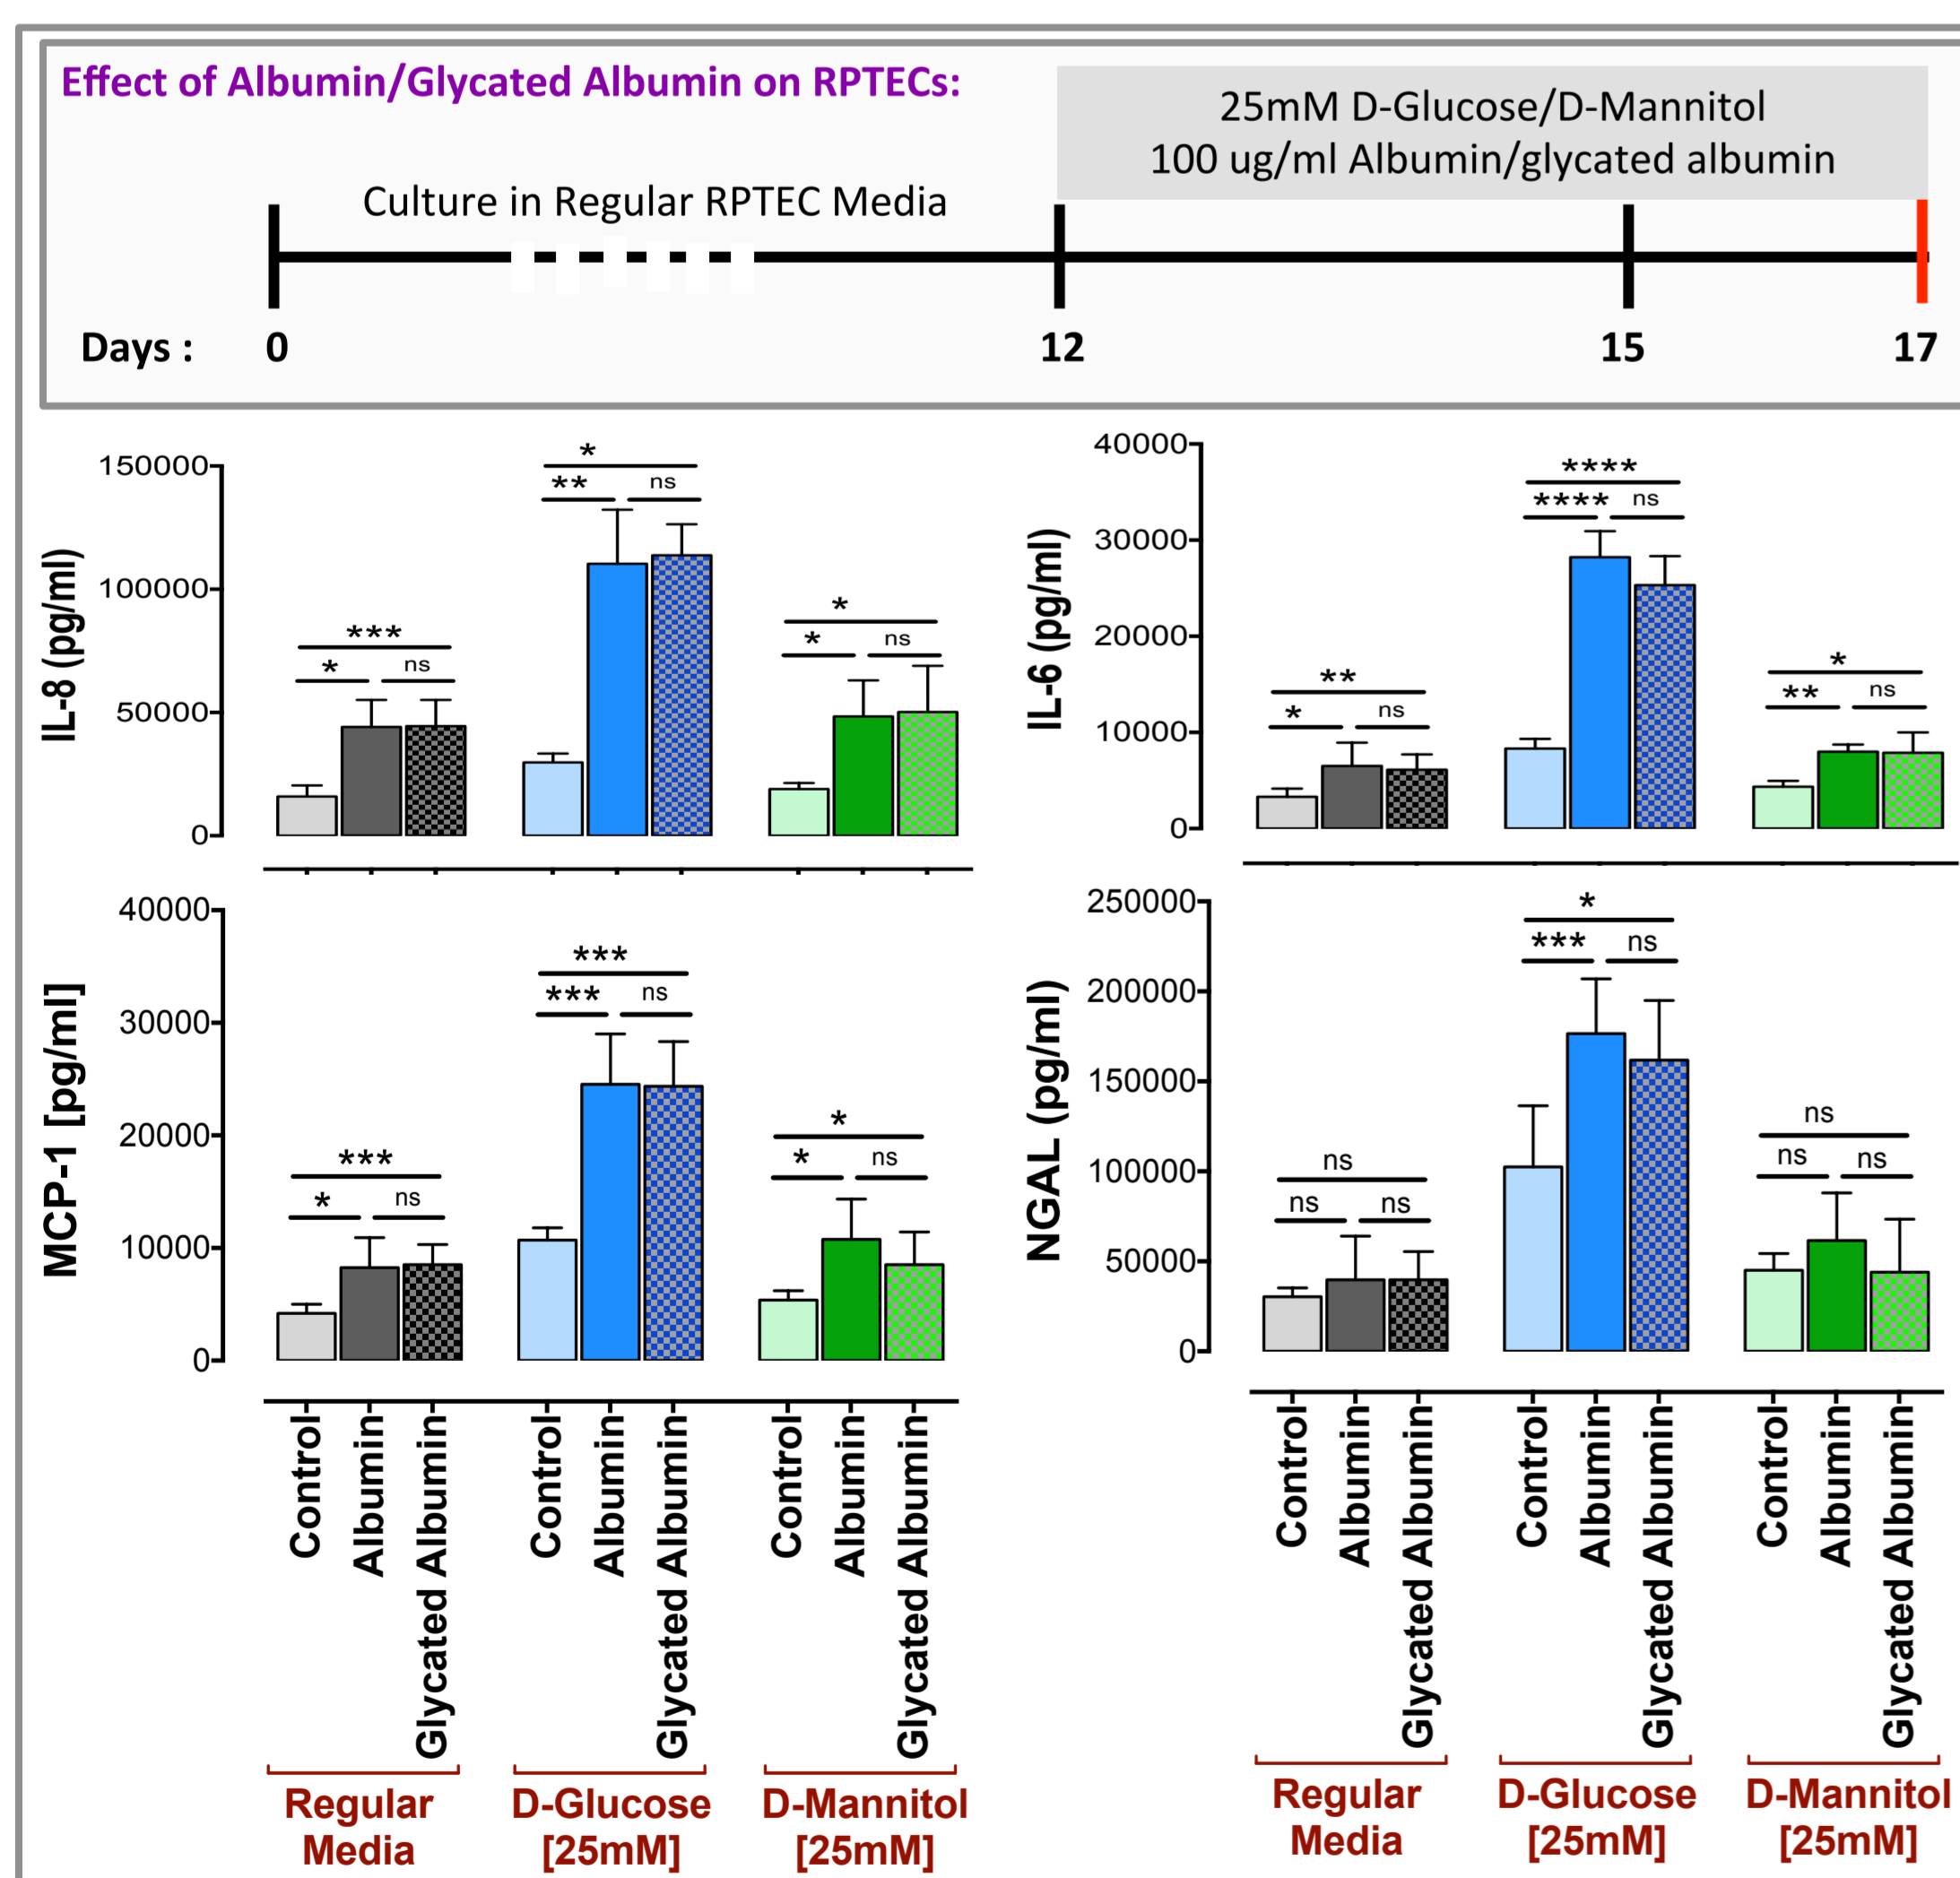 Effect of Albumin/Glycated Albumin on RPTECs:
25mM D-Glucose/D-Mannitol
100 ug/ml Albumin/glycated albumin
Culture in Regular RPTEC Media
Days : 0 12 15 17
IL-8 (pg/ml)
150000
100000
50000
0
* *** ns
** * ns
* * ns
IL-6 (pg/ml)
40000
30000
20000
10000
0
* ** ns
**** **** ns
** * ns
MCP-1 [pg/ml]
40000
30000
20000
10000
0
* *** ns
*** *** ns
* * ns
NGAL (pg/ml)
250000
200000
150000
100000
50000
0
ns ns ns
*** * ns
ns ns ns
Control
Albumin
Glycated Albumin
Control
Albumin
Glycated Albumin
Control
Albumin
Glycated Albumin
Regular
Media
D-Glucose
[25mM]
D-Mannitol
[25mM]
Control
Albumin
Glycated Albumin
Control
Albumin
Glycated Albumin
Control
Albumin
Glycated Albumin
Regular
Media
D-Glucose
[25mM]
D-Mannitol
[25mM]